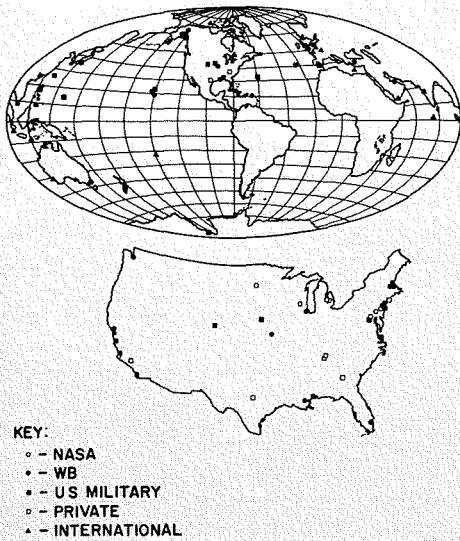 KEY:
○ - NASA
• - WB
■ - US MILITARY
□ - PRIVATE
▲ - INTERNATIONAL